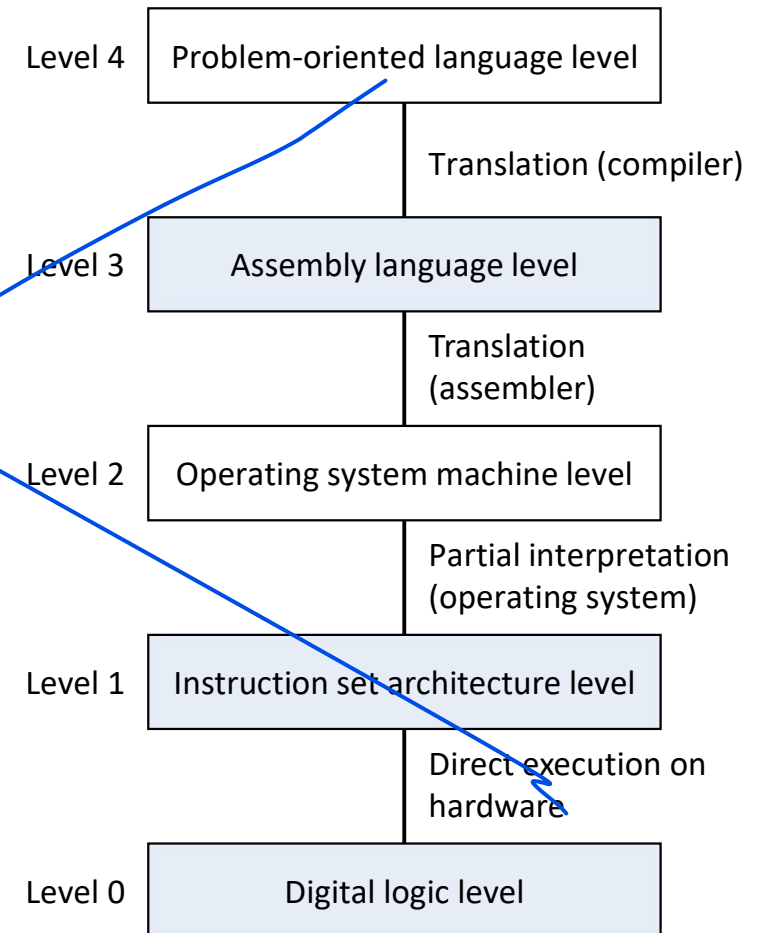 Level 4
Problem-oriented language level
Translation (compiler)
Level 3
Assembly language level
Translation
(assembler)
Level 2
Operating system machine level
Partial interpretation
(operating system)
Level 1
Instruction set architecture level
Direct execution on
hardware
Level 0
Digital logic level